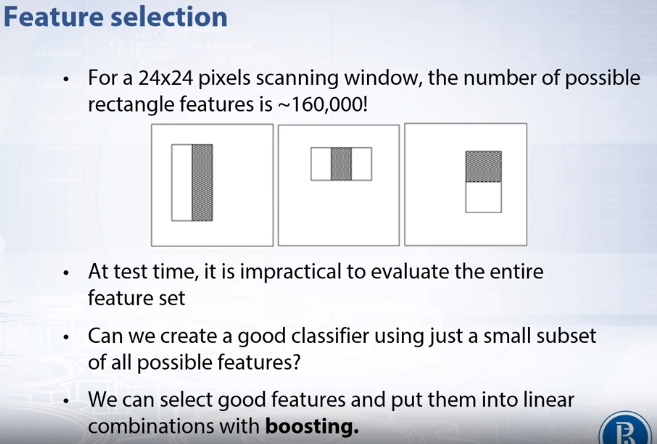 Feature selection
• For a 24x24 pixels scanning window, the number of possible
rectangle features is ~160,000!
• At test time, it is impractical to evaluate the entire
feature set
• Can we create a good classifier using just a small subset
of all possible features?
• We can select good features and put them into linear
combinations with boosting.